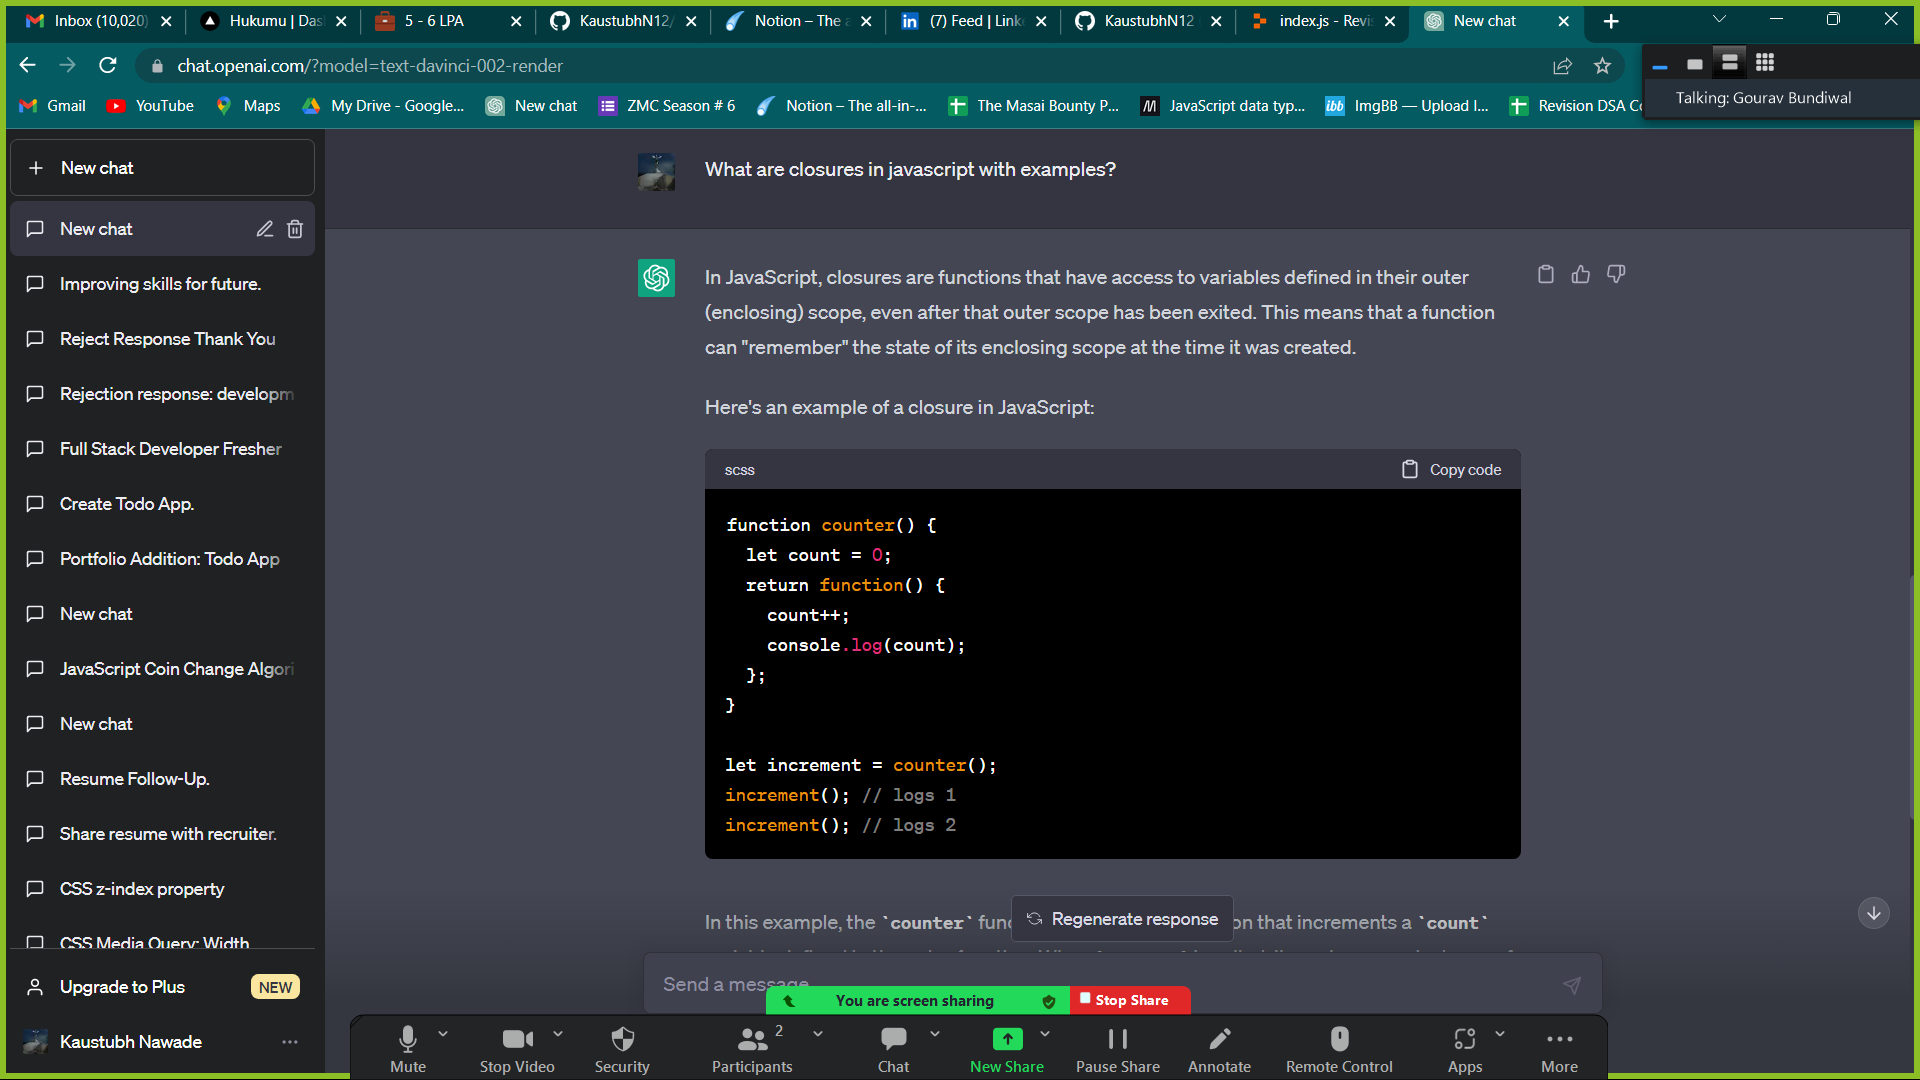 Inbox (10,020)
Hukumu | Das
5 - 6 LPA
KaustubhN12/
Notion – The a
(7) Feed | Link
KaustubhN12
index.js - Revis
New chat
chat.openai.com/?model=text-davinci-002-render
Gmail
YouTube
Maps
My Drive - Google...
New chat
ZMC Season # 6
Notion – The all-in-...
The Masai Bounty P...
JavaScript data typ...
ibb ImgBB — Upload I...
Revision DSA Co
Talking: Gourav Bundiwal
New chat
New chat
Improving skills for future.
Reject Response Thank You
Rejection response: developm
Full Stack Developer Fresher
Create Todo App.
Portfolio Addition: Todo App
New chat
JavaScript Coin Change Algori
New chat
Resume Follow-Up.
Share resume with recruiter.
CSS z-index property
CSS Media Query: Width
Upgrade to Plus NEW
Kaustubh Nawade
What are closures in javascript with examples?
In JavaScript, closures are functions that have access to variables defined in their outer
(enclosing) scope, even after that outer scope has been exited. This means that a function
can "remember" the state of its enclosing scope at the time it was created.
Here's an example of a closure in JavaScript:
scss Copy code
function counter() {
let count = 0;
return function() {
count++;
console.log(count);
};
}
let increment = counter();
increment(); // logs 1
increment(); // logs 2
In this example, the `counter` func
Regenerate response
on that increments a `count`
Send a message
You are screen sharing
Stop Share
Mute
Stop Video
Security
Participants 2
Chat
New Share
Pause Share
Annotate
Remote Control
Apps
More